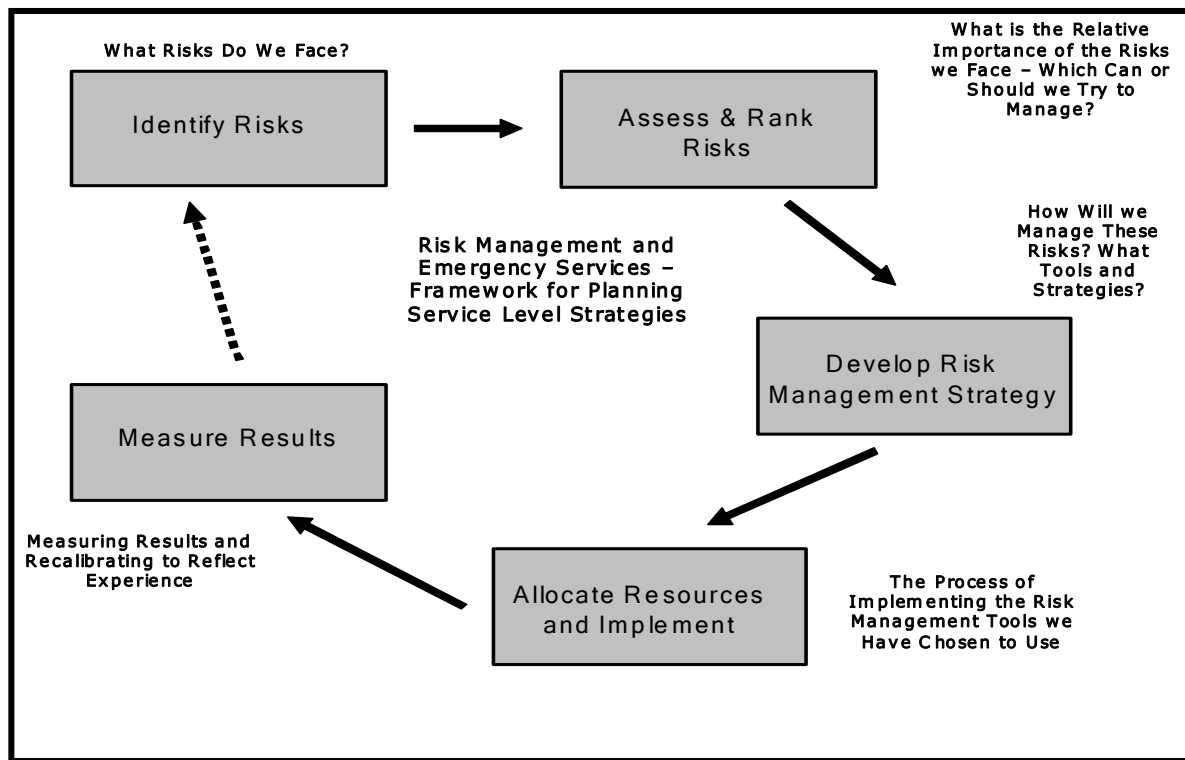 What Risks Do We Face?
Identify Risks
Assess & Rank
Risks
What is the Relative
Importance of the Risks
we Face – Which Can or
Should we Try to
Manage?
How Will we
Manage These
Risks? What
Tools and
Strategies?
Risk Management and
Emergency Services –
Framework for Planning
Service Level Strategies
Develop Risk
Management Strategy
Measure Results
Measuring Results and
Recalibrating to Reflect
Experience
Allocate Resources
and Implement
The Process of
Implementing the Risk
Management Tools we
Have Chosen to Use